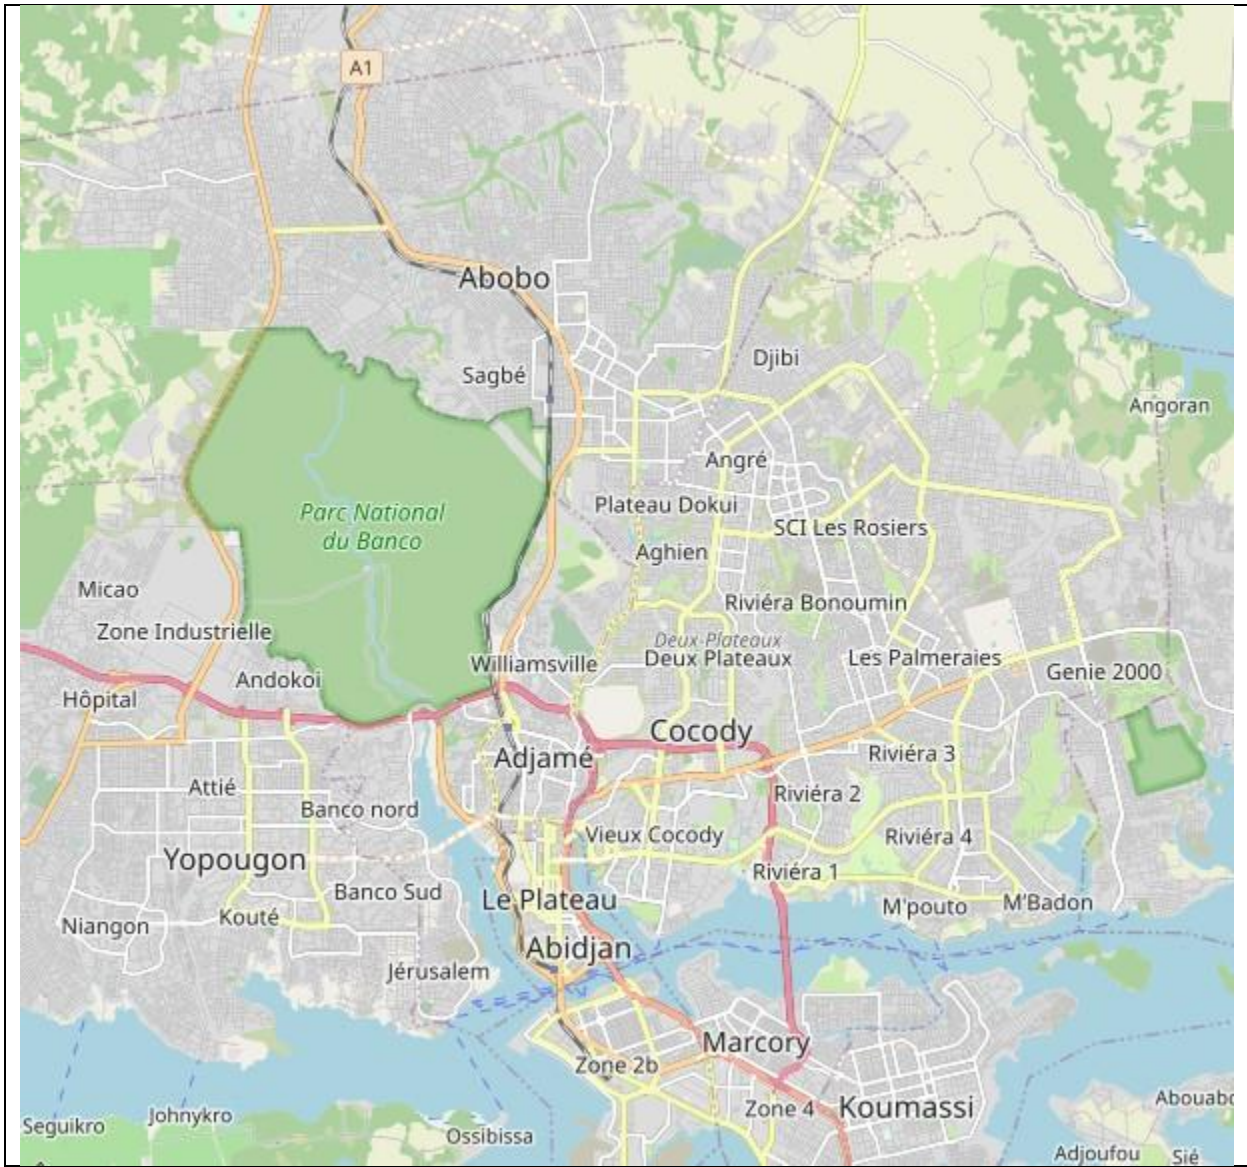 A1
Abobo
Djibi
Sagbé
Angoran
Angré
Plateau Dokui
Parc National
du Banco
SCI Les Rosiers
Aghien
Micao
Riviéra Bonoumin
Zone Industrielle
Deux-Plateaux
Deux Plateaux
Les Palmeraies
Williamsville
Genie 2000
Andokoi
Hôpital
Cocody
Adjamé
Riviéra 3
Attié
Riviéra 2
Banco nord
Vieux Cocody
Riviéra 4
Yopougon
Riviéra 1
Banco Sud
Le Plateau
M'pouto
M'Badon
Kouté
Niangon
Abidjan
Jérusalem
Marcory
Zone 2b
Abouabo
Zone 4
Koumassi
Johnykro
Seguikro
Ossibissa
Adjoufou
Sié